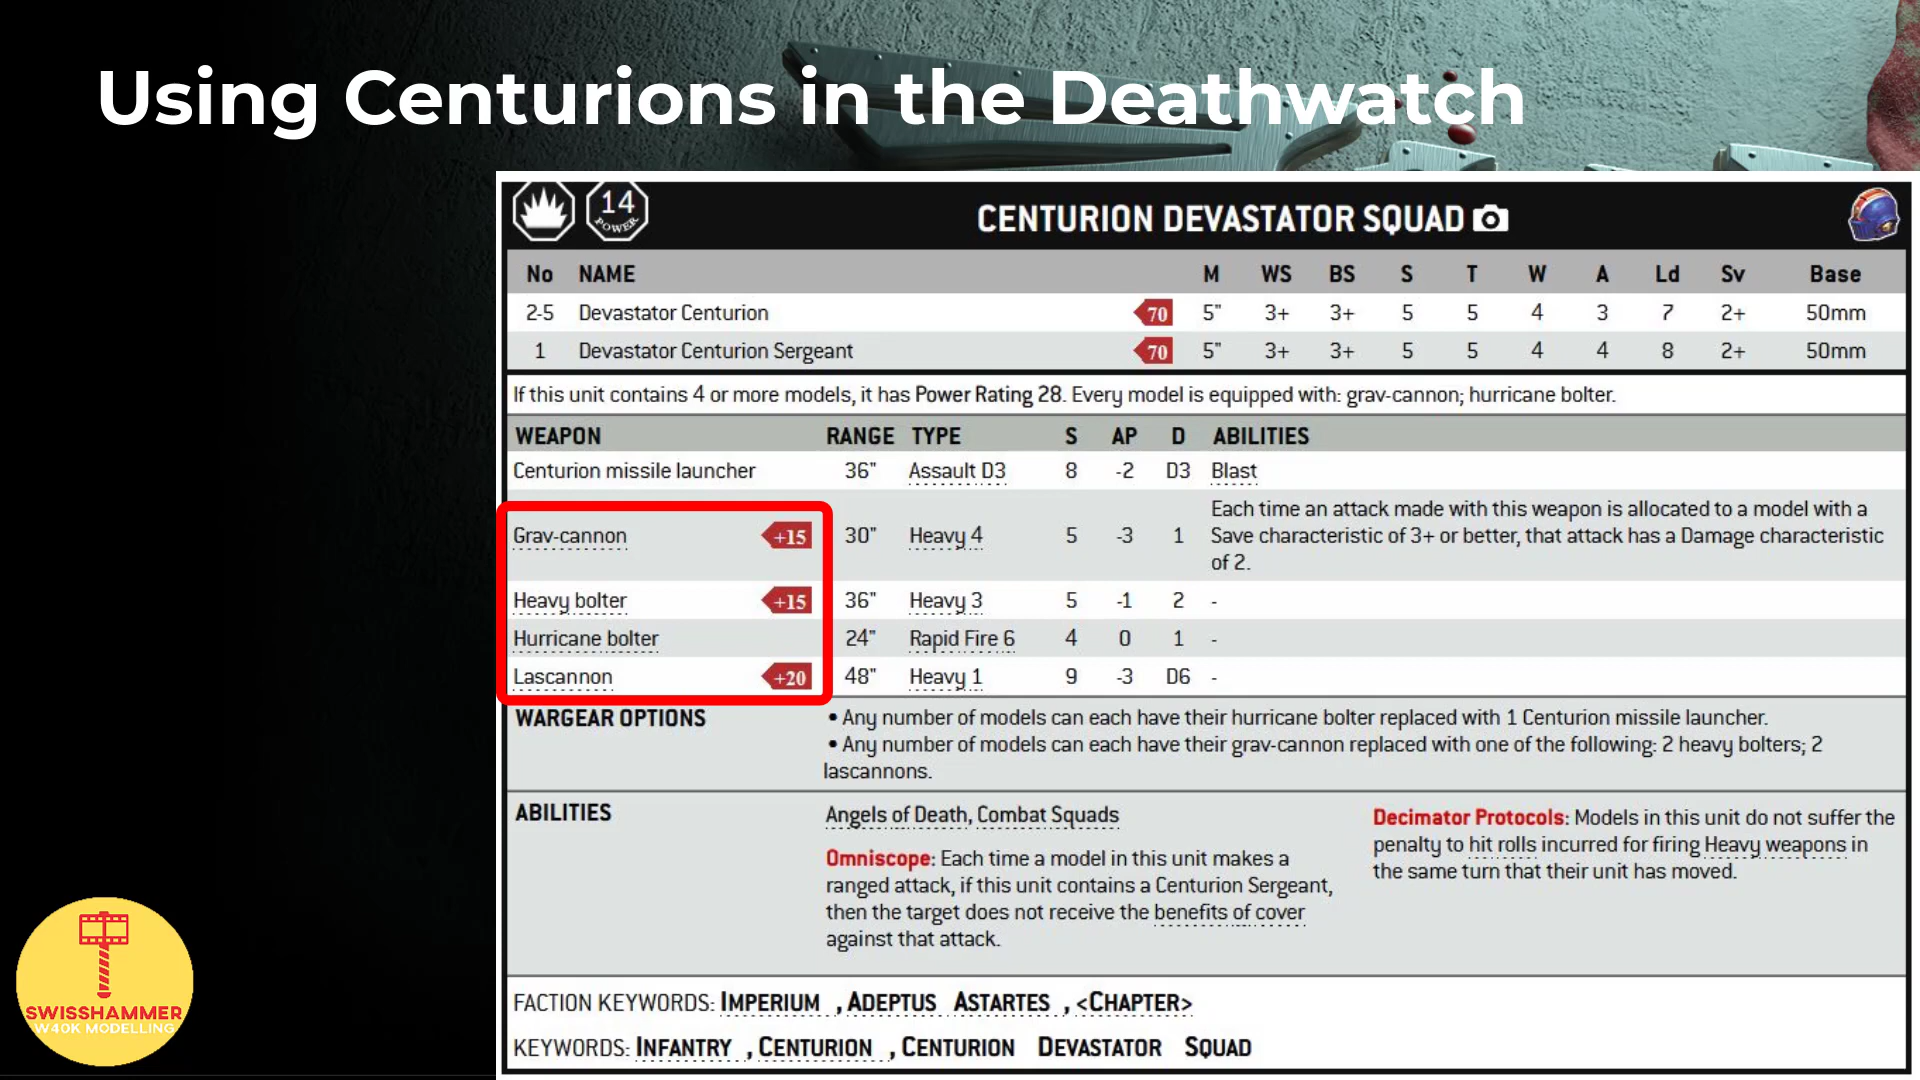 Using Centurions in the Deathwatch
14
POWER
CENTURION DEVASTATOR SQUAD
No NAME M WS BS S T W A Ld Sv Base
2-5 Devastator Centurion 70 5" 3+ 3+ 5 5 4 3 7 2+ 50mm
1 Devastator Centurion Sergeant 70 5" 3+ 3+ 5 5 4 4 8 2+ 50mm
If this unit contains 4 or more models, it has Power Rating 28. Every model is equipped with: grav-cannon; hurricane bolter.
WEAPON RANGE TYPE S AP D ABILITIES
Centurion missile launcher 36" Assault D3 8 -2 D3 Blast
Grav-cannon +15 30" Heavy 4 5 -3 1 Each time an attack made with this weapon is allocated to a model with a
Save characteristic of 3+ or better, that attack has a Damage characteristic
of 2.
Heavy bolter +15 36" Heavy 3 5 -1 2 -
Hurricane bolter 24" Rapid Fire 6 4 0 1 -
Lascannon +20 48" Heavy 1 9 -3 D6 -
WARGEAR OPTIONS
• Any number of models can each have their hurricane bolter replaced with 1 Centurion missile launcher.
• Any number of models can each have their grav-cannon replaced with one of the following: 2 heavy bolters; 2
lascannons.
ABILITIES
Angels of Death, Combat Squads
Omniscope: Each time a model in this unit makes a
ranged attack, if this unit contains a Centurion Sergeant,
then the target does not receive the benefits of cover
against that attack.
Decimator Protocols: Models in this unit do not suffer the
penalty to hit rolls incurred for firing Heavy weapons in
the same turn that their unit has moved.
FACTION KEYWORDS: IMPERIUM , ADEPTUS ASTARTES , <CHAPTER>
KEYWORDS: INFANTRY , CENTURION , CENTURION DEVASTATOR SQUAD
SWISSHAMMER
W40K MODELLING